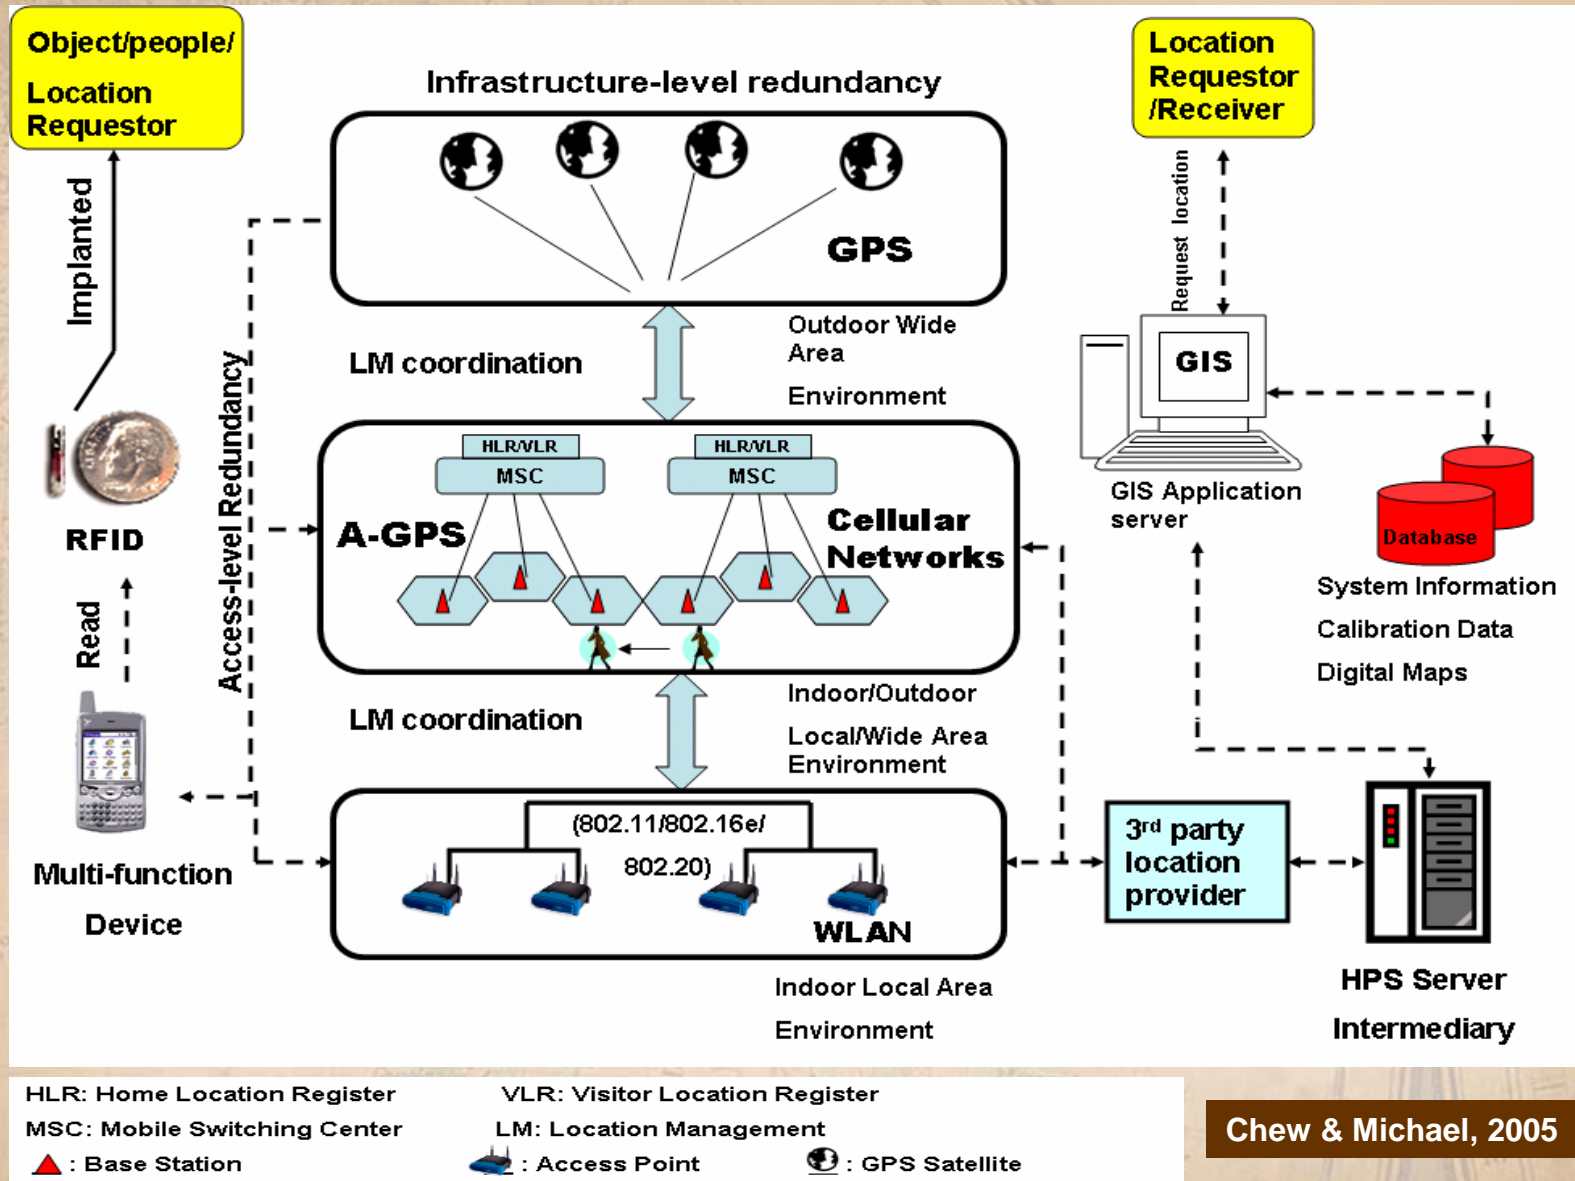 Object/people/
Location
Requestor
Implanted
RFID
Read
Multi-function
Device
Access-level Redundancy
Infrastructure-level redundancy
GPS
LM coordination
Outdoor Wide
Area
Environment
HLR/VLR
MSC
HLR/VLR
MSC
A-GPS
Cellular
Networks
LM coordination
Indoor/Outdoor
Local/Wide Area
Environment
(802.11/802.16e/
802.20)
WLAN
Indoor Local Area
Environment
Location
Requestor
/Receiver
Request location
GIS
GIS Application
server
Database
System Information
Calibration Data
Digital Maps
3rd party
location
provider
HPS Server
Intermediary
HLR: Home Location Register
VLR: Visitor Location Register
MSC: Mobile Switching Center
LM: Location Management
: Base Station
: Access Point
: GPS Satellite
Chew & Michael, 2005